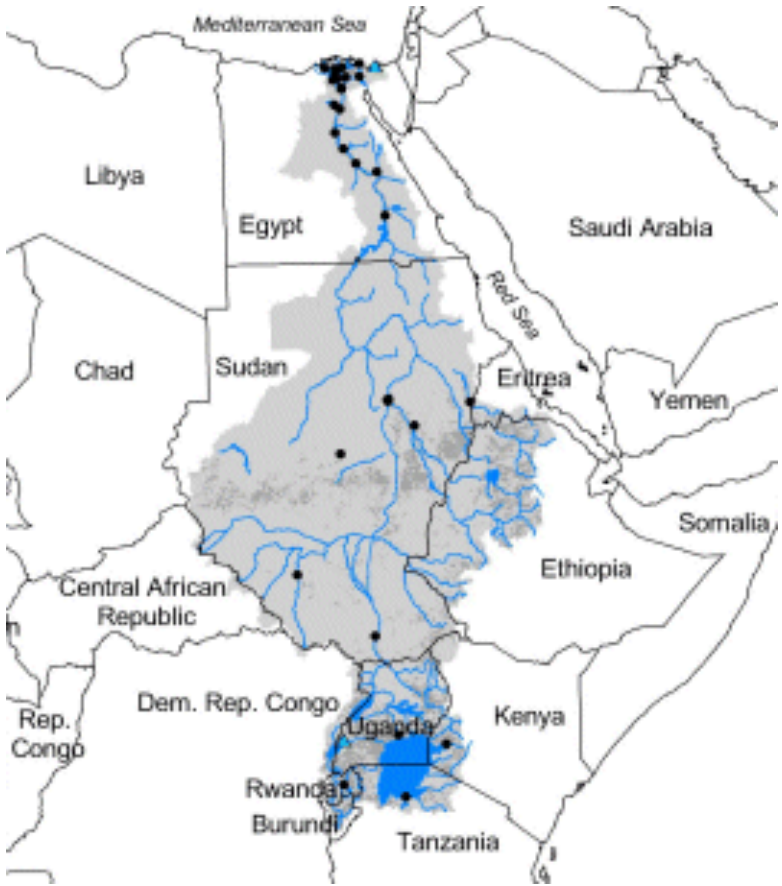 Mediterranean Sea
Libya
Egypt
Saudi Arabia
Red Sea
Chad
Sudan
Eritrea
Yemen
Somalia
Ethiopia
Central African
Republic
n
Dem. Rep. Congo
Rep.
Congo
Uganda
Kenya
Rwanda
Burundi
Tanzania